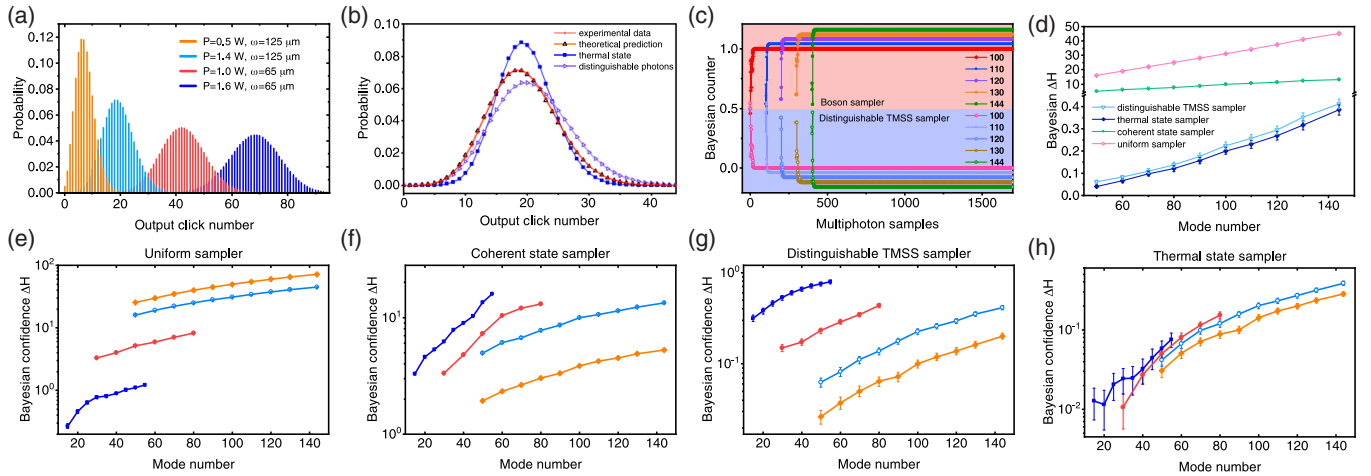 (a)
P=0.5 W, ω=125 μm
P=1.4 W, ω=125 μm
P=1.0 W, ω=65 μm
P=1.6 W, ω=65 μm
Probability
0.12
0.10
0.08
0.06
0.04
0.02
0.00
0 20 40 60 80
Output click number
(b)
experimental data
theoretical prediction
thermal state
distinguishable photons
Probability
0.100
0.075
0.050
0.025
0.000
0 10 20 30 40
Output click number
(c)
Bayesian counter
1.0
0.5
0.0
100
110
120
130
144
100
110
120
130
144
Boson sampler
Distinguishable TMSS sampler
0 500 1000 1500
Multiphoton samples
(d)
Bayesian ΔH
50
40
30
20
10
0.4
0.3
0.2
0.1
0.0
distinguishable TMSS sampler
thermal state sampler
coherent state sampler
uniform sampler
60 80 100 120 140
Mode number
(e)
Uniform sampler
Bayesian confidence ΔH
10²
10¹
10⁰
20 40 60 80 100 120 140
Mode number
(f)
Coherent state sampler
Bayesian confidence ΔH
10²
10¹
10⁰
20 40 60 80 100 120 140
Mode number
(g)
Distinguishable TMSS sampler
Bayesian confidence ΔH
10⁰
10⁻¹
20 40 60 80 100 120 140
Mode number
(h)
Thermal state sampler
Bayesian confidence ΔH
10⁻¹
10⁻²
20 40 60 80 100 120 140
Mode number